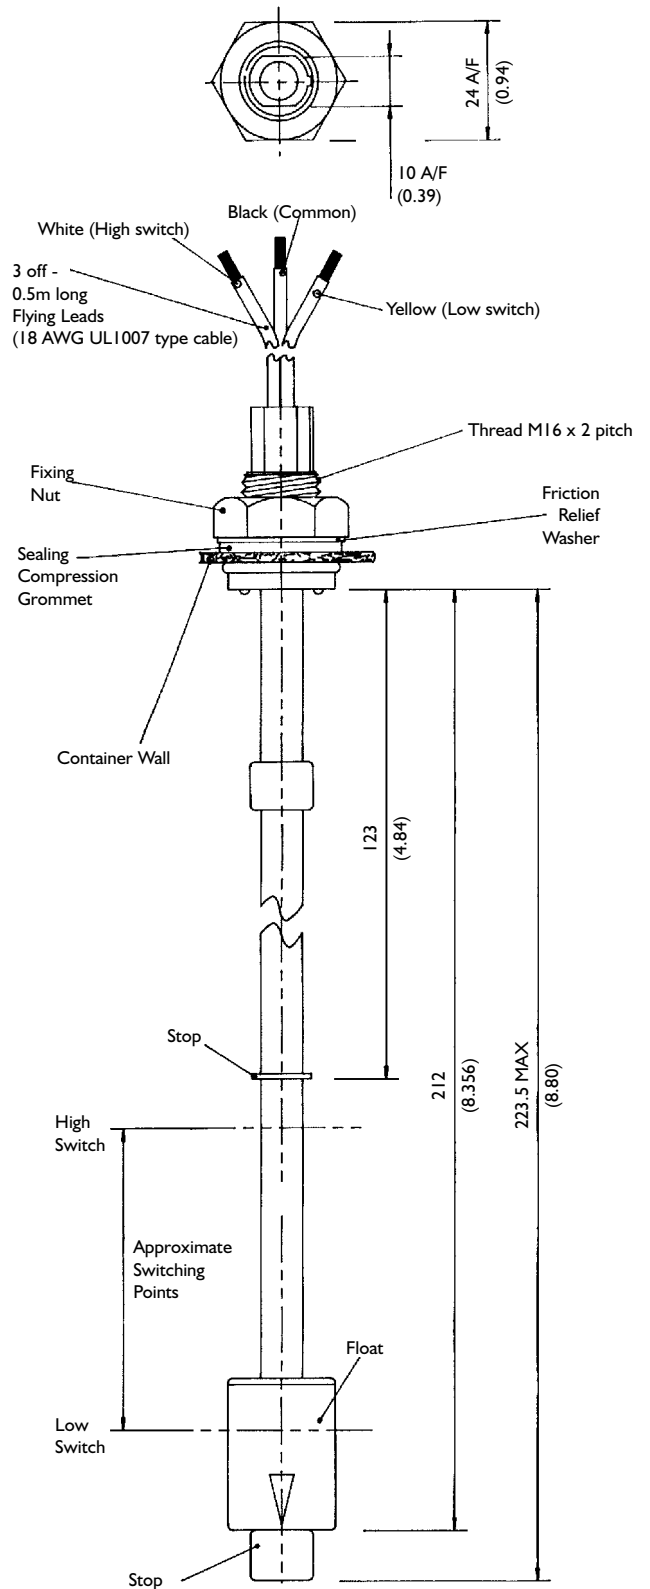 24 A/F
(0.94)
10 A/F
(0.39)
Black (Common)
White (High switch)
3 off -
0.5m long
Flying Leads
(18 AWG UL1007 type cable)
Yellow (Low switch)
Thread M16 x 2 pitch
Fixing
Nut
Friction
Relief
Washer
Sealing
Compression
Grommet
Container Wall
123
(4.84)
Stop
212
(8.356)
223.5 MAX
(8.80)
High
Switch
Approximate
Switching
Points
Float
Low
Switch
Stop